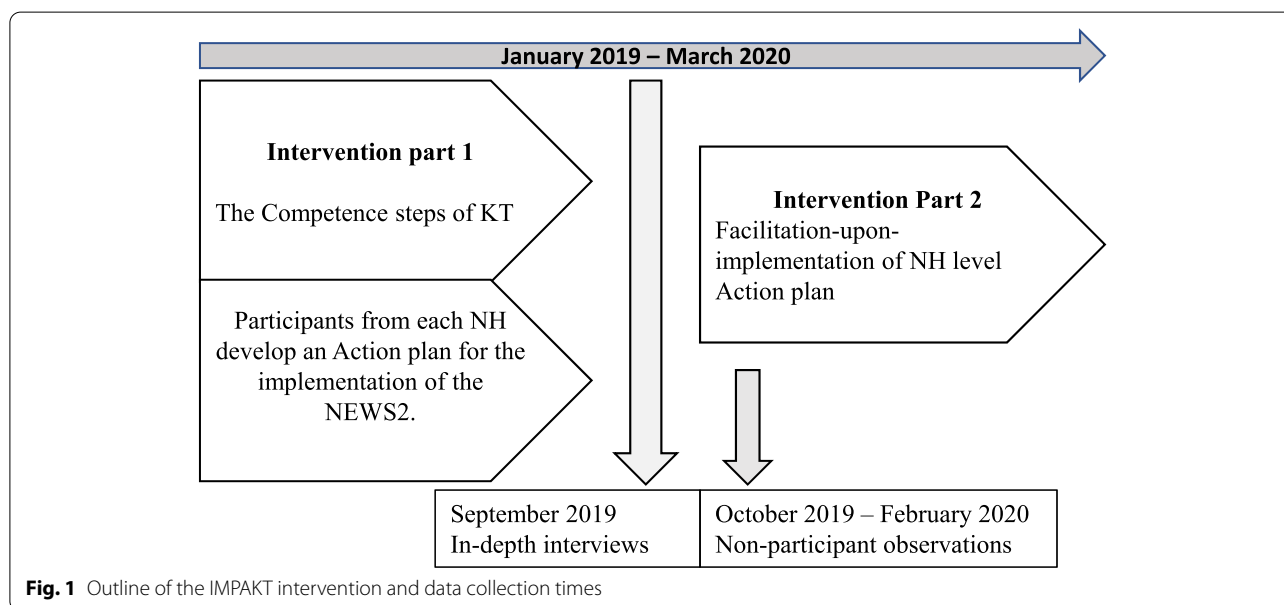 January 2019 – March 2020
Intervention part 1
The Competence steps of KT
Participants from each NH
develop an Action plan for the
implementation of the
NEWS2.
Intervention Part 2
Facilitation-upon-
implementation of NH level
Action plan
September 2019
In-depth interviews
October 2019 – February 2020
Non-participant observations
Fig. 1 Outline of the IMPAKT intervention and data collection times